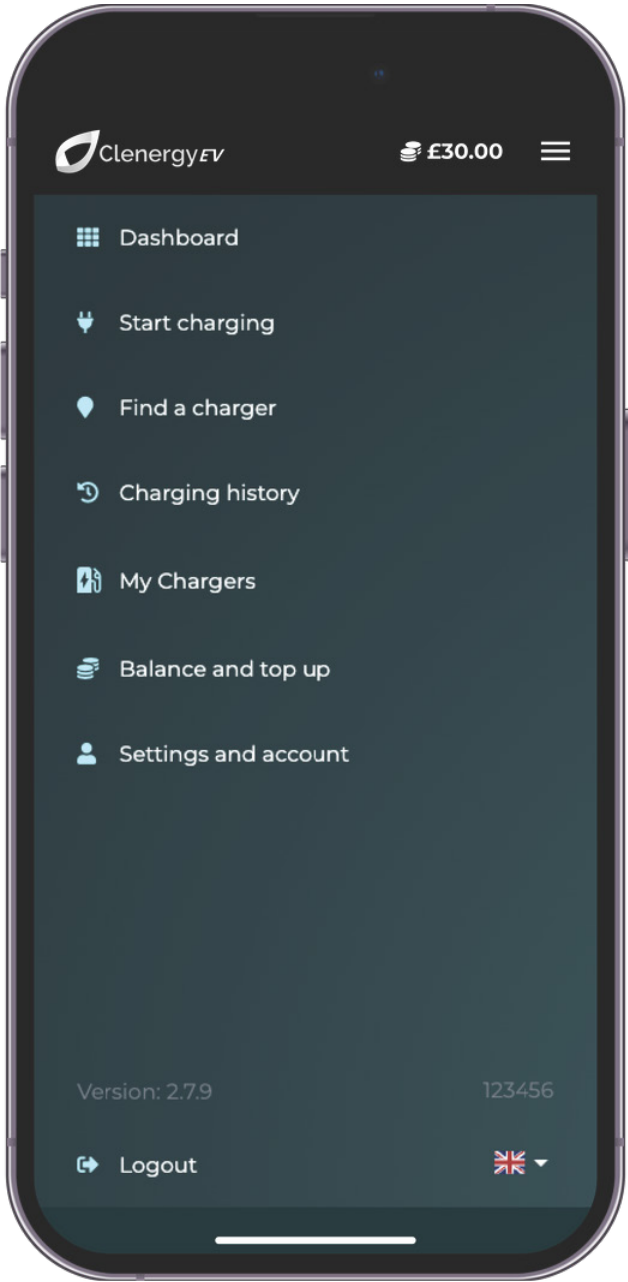 ClenergyEV £30.00
Dashboard
Start charging
Find a charger
Charging history
My Chargers
Balance and top up
Settings and account
Version: 2.7.9 123456
Logout